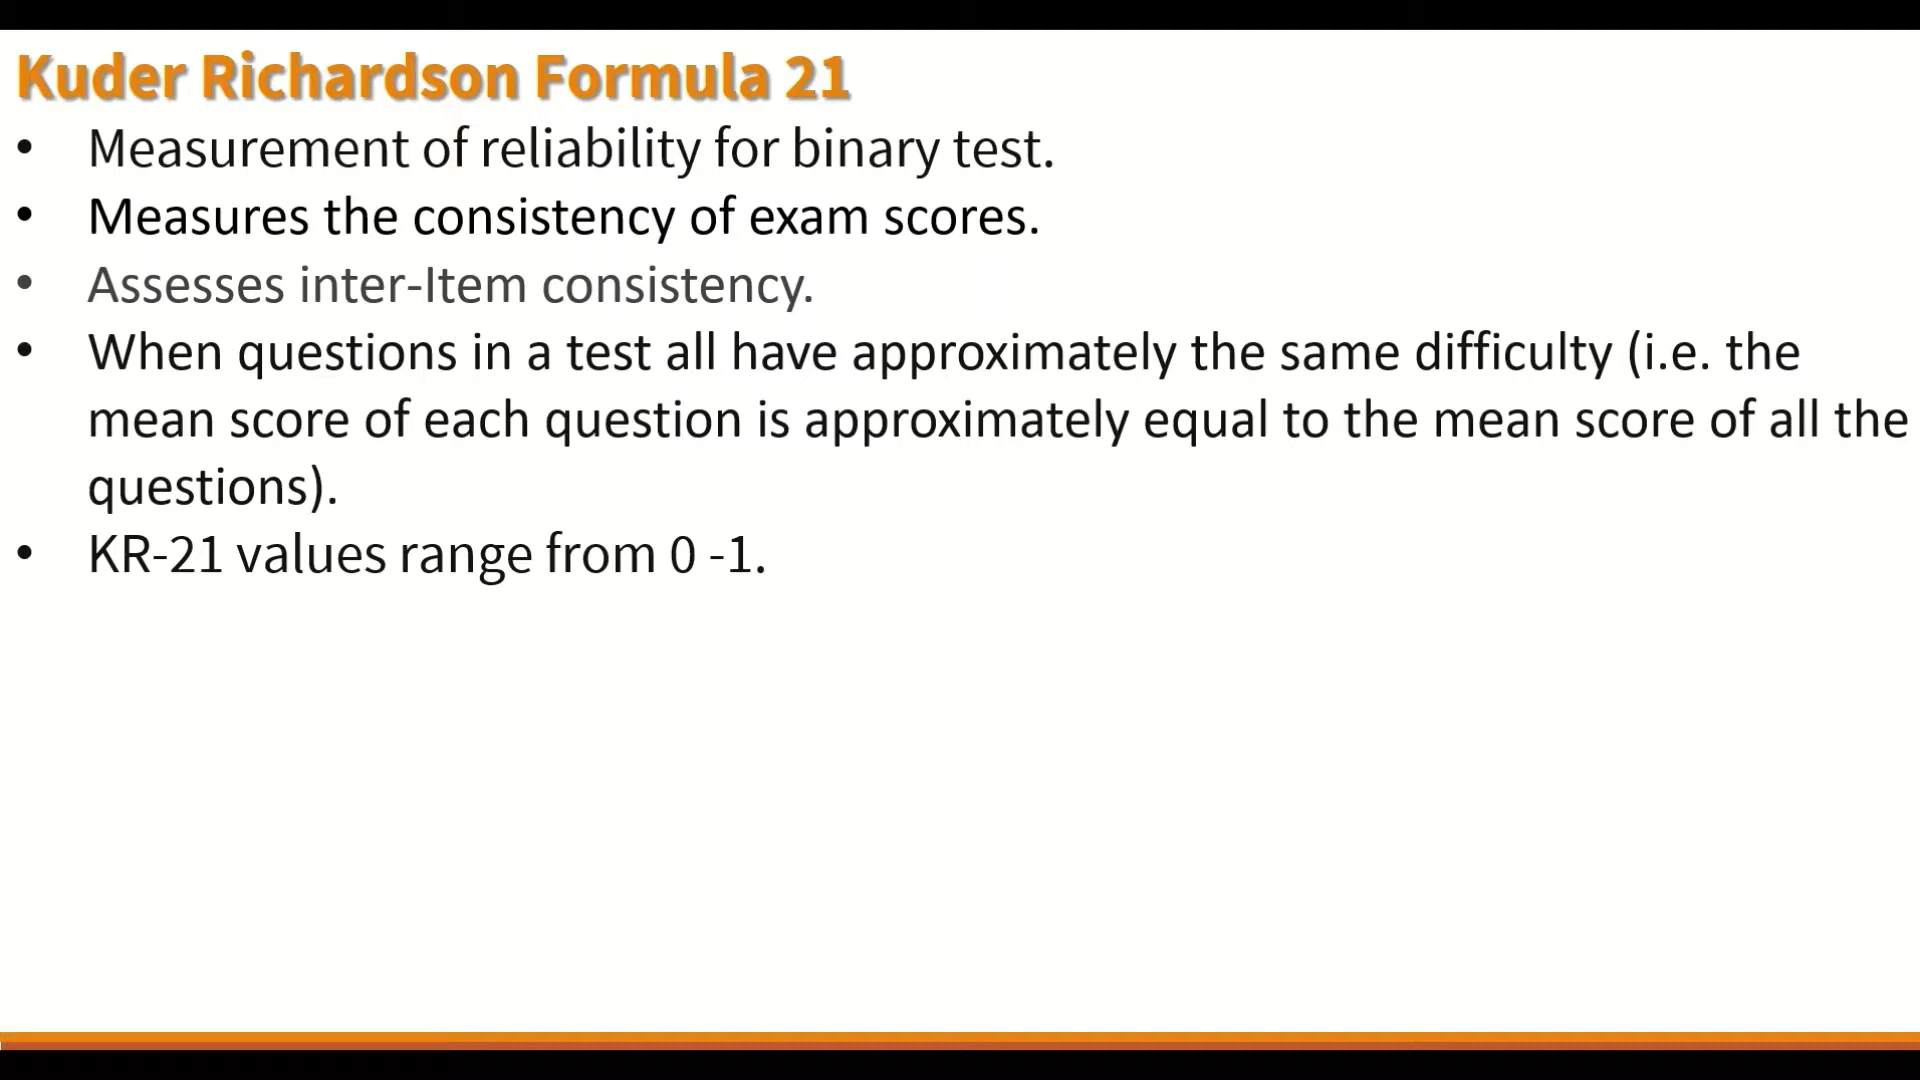 Kuder Richardson Formula 21
• Measurement of reliability for binary test.
• Measures the consistency of exam scores.
• Assesses inter-Item consistency.
• When questions in a test all have approximately the same difficulty (i.e. the
mean score of each question is approximately equal to the mean score of all the
questions).
• KR-21 values range from 0 -1.